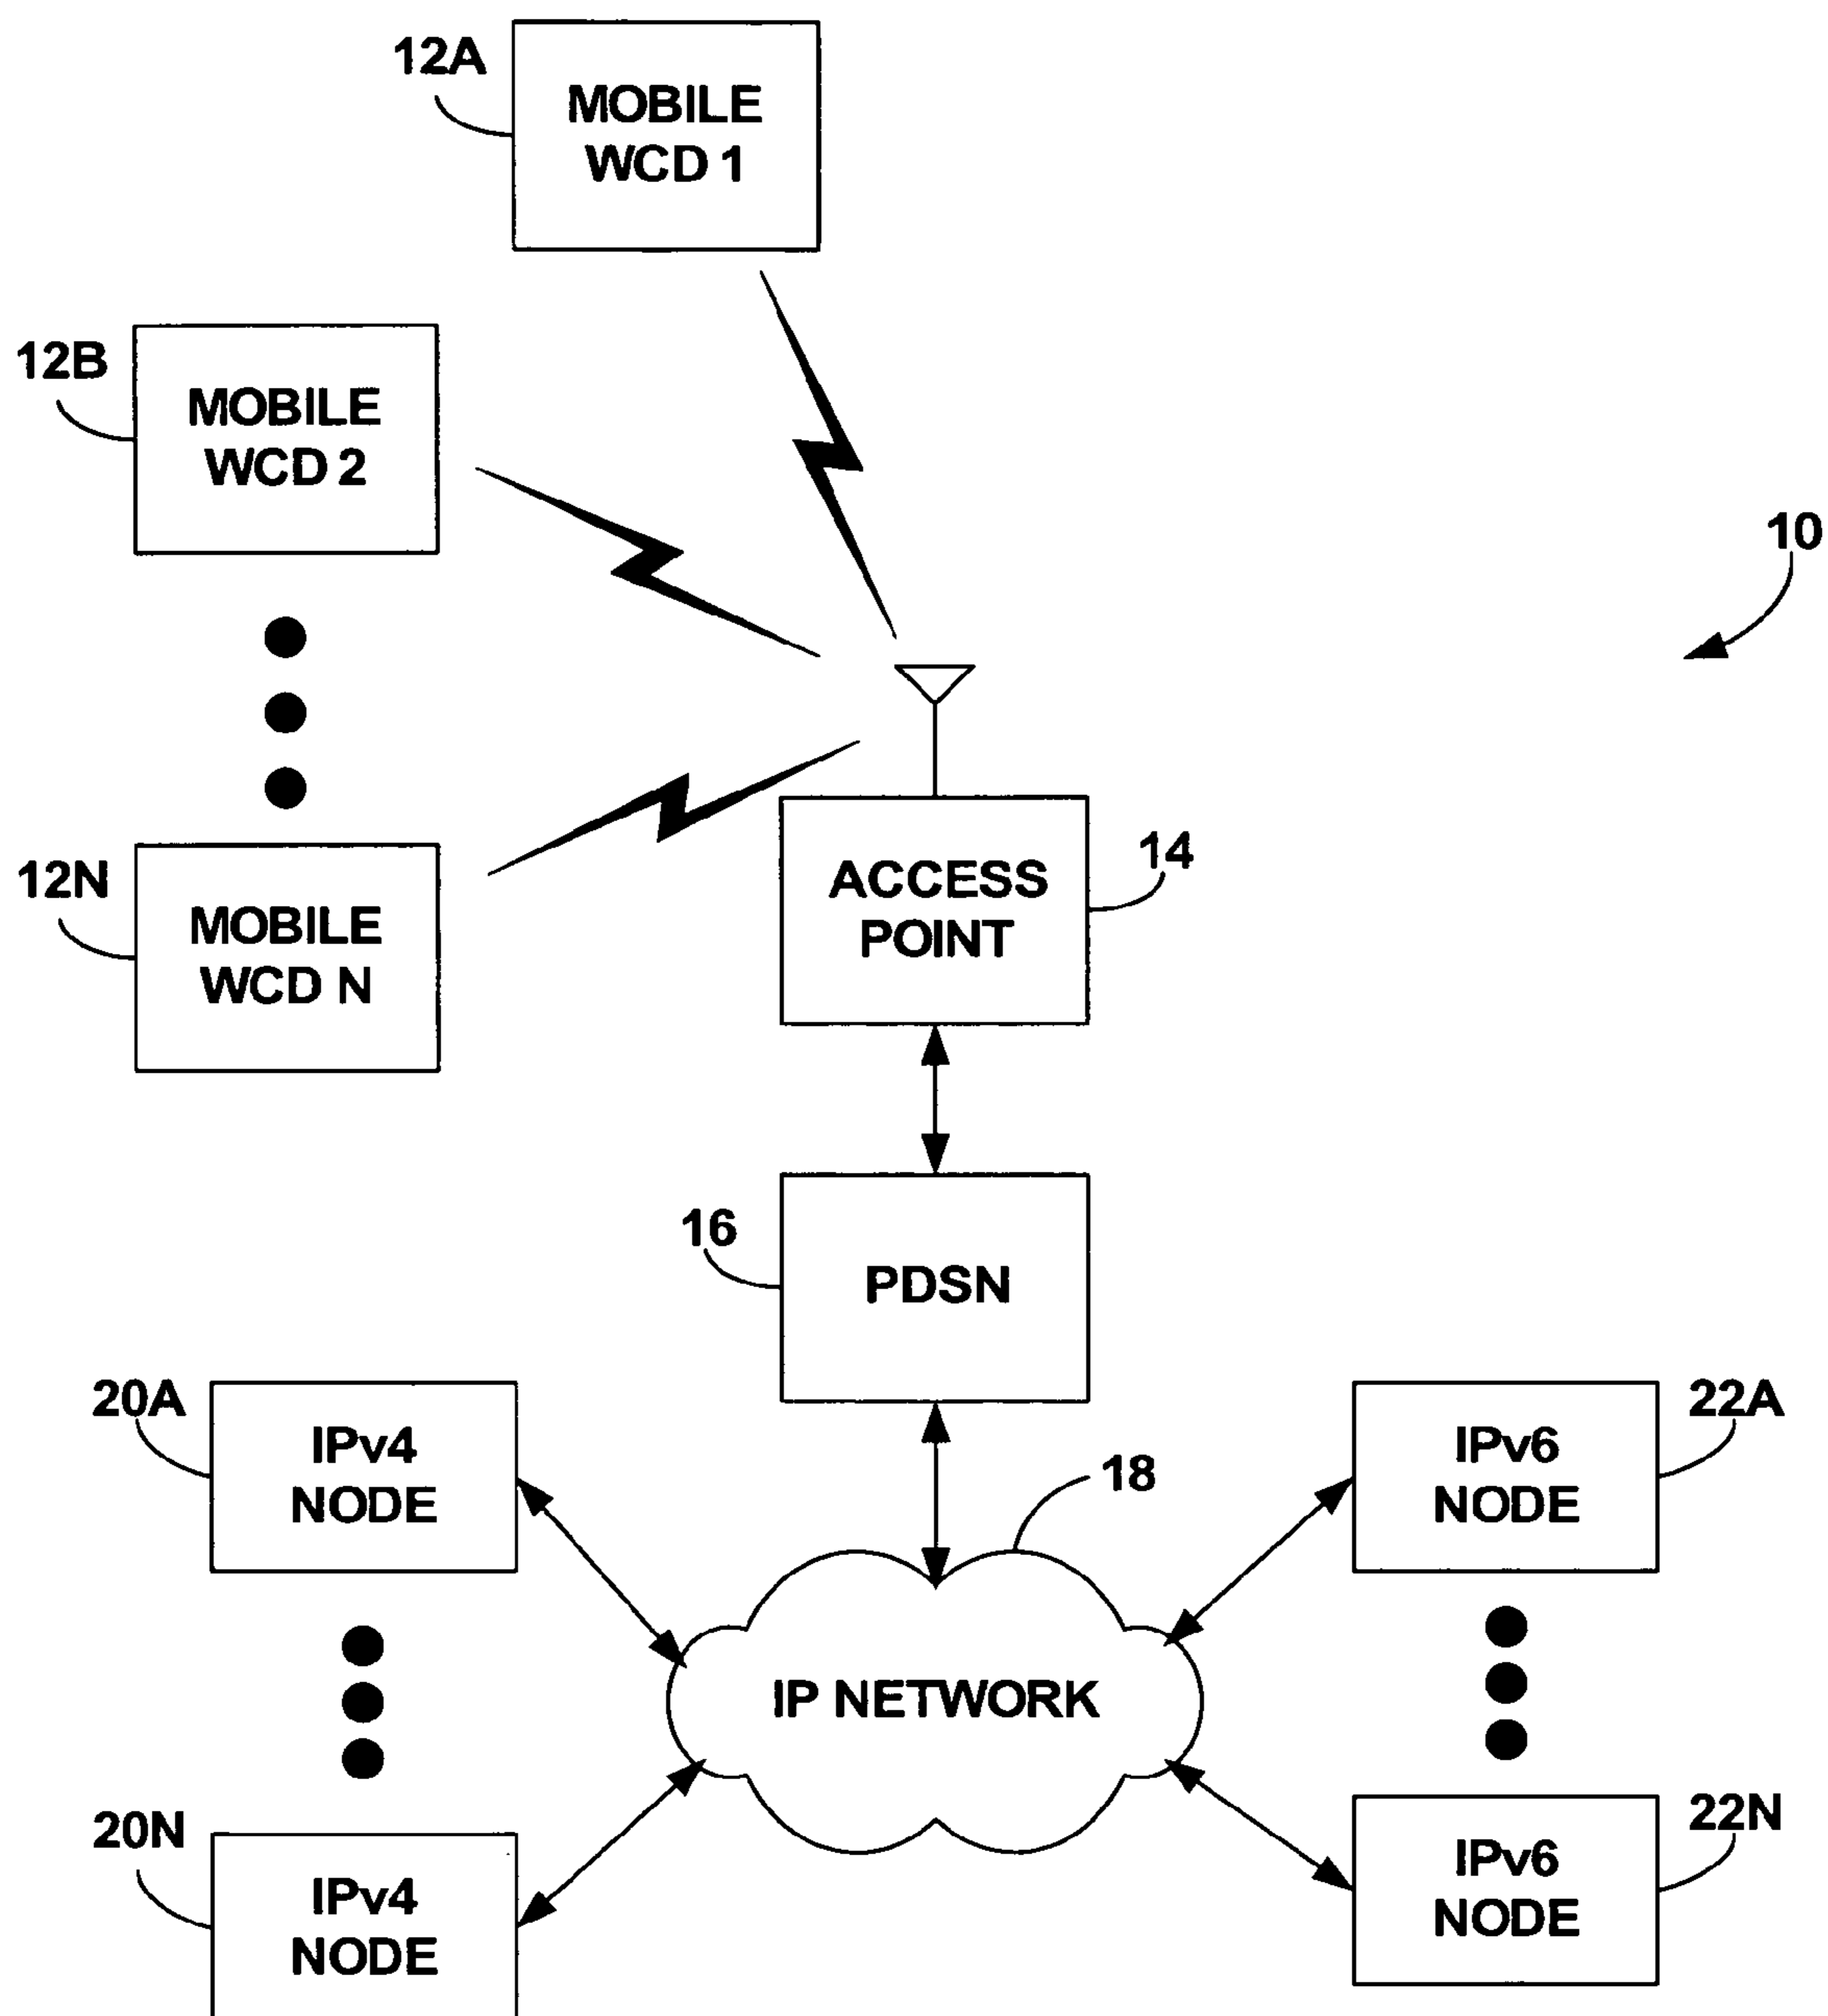 12A
MOBILE
WCD 1
12B
MOBILE
WCD 2
10
12N
MOBILE
WCD N
14
ACCESS
POINT
16
PDSN
20A
IPv4
NODE
18
22A
IPv6
NODE
IP NETWORK
20N
IPv4
NODE
22N
IPv6
NODE